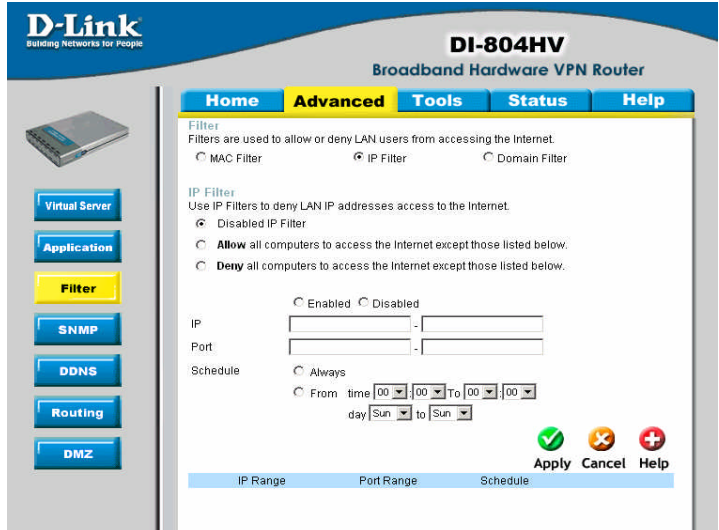 D-Link
Building Networks for People
DI-804HV
Broadband Hardware VPN Router
Home Advanced Tools Status Help
Filter
Filters are used to allow or deny LAN users from accessing the Internet.
MAC Filter IP Filter Domain Filter
IP Filter
Use IP Filters to deny LAN IP addresses access to the Internet.
Disabled IP Filter
Allow all computers to access the Internet except those listed below.
Deny all computers to access the Internet except those listed below.
Enabled Disabled
IP -
Port -
Schedule Always
From time 00 : 00 To 00 : 00
day Sun to Sun
Apply Cancel Help
IP Range Port Range Schedule
Virtual Server
Application
Filter
SNMP
DDNS
Routing
DMZ